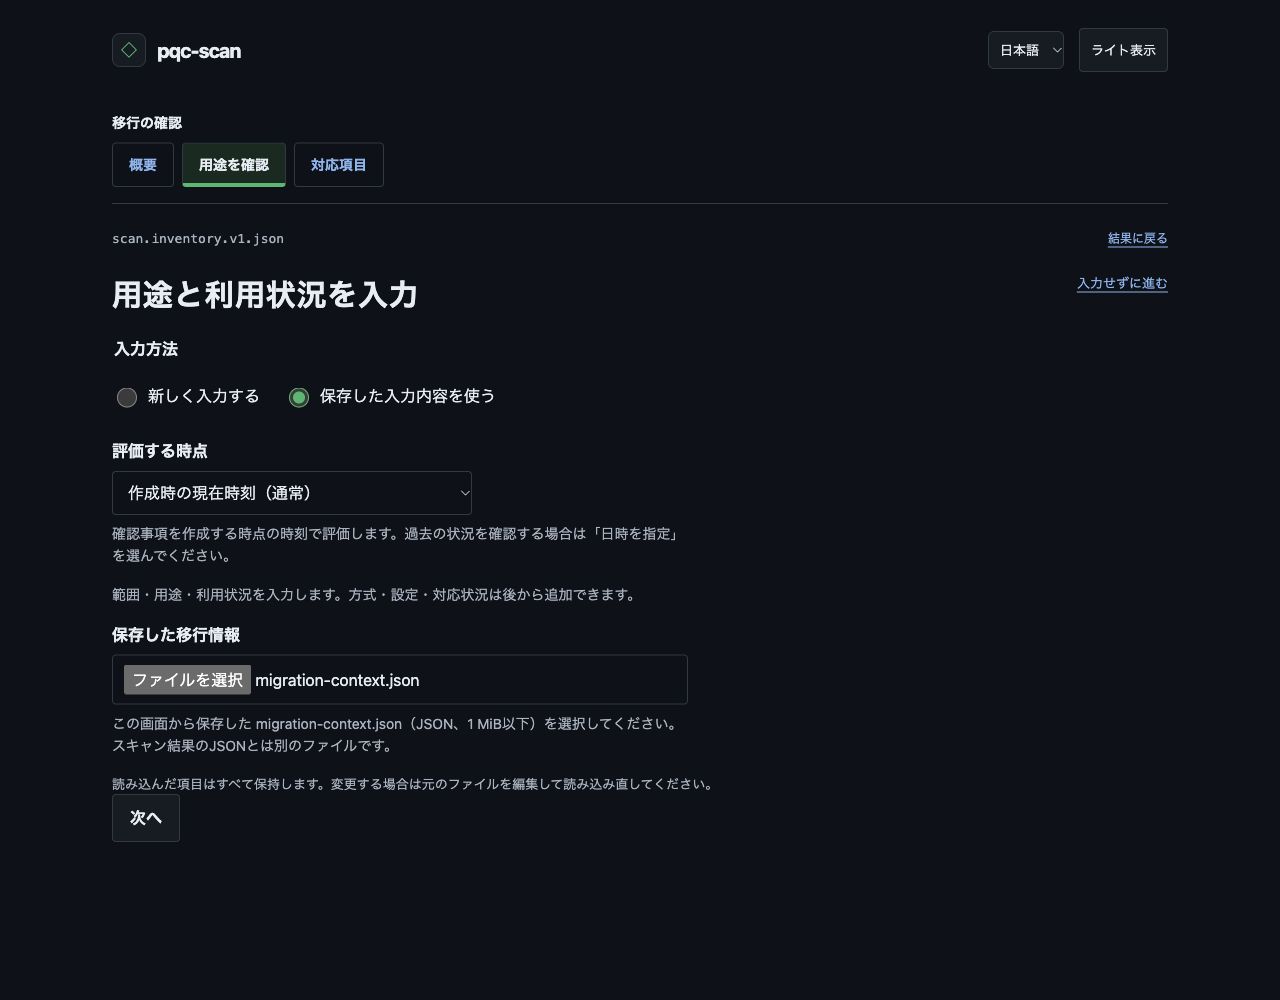 pqc-scan
日本語
ライト表示
移行の確認
概要
用途を確認
対応項目
scan.inventory.v1.json
結果に戻る
用途と利用状況を入力
入力せずに進む
入力方法
新しく入力する
保存した入力内容を使う
評価する時点
作成時の現在時刻（通常）
確認事項を作成する時点の時刻で評価します。過去の状況を確認する場合は「日時を指定」
を選んでください。
範囲・用途・利用状況を入力します。方式・設定・対応状況は後から追加できます。
保存した移行情報
ファイルを選択 migration-context.json
この画面から保存した migration-context.json（JSON、1 MiB以下）を選択してください。
スキャン結果のJSONとは別のファイルです。
読み込んだ項目はすべて保持します。変更する場合は元のファイルを編集して読み込み直してください。
次へ